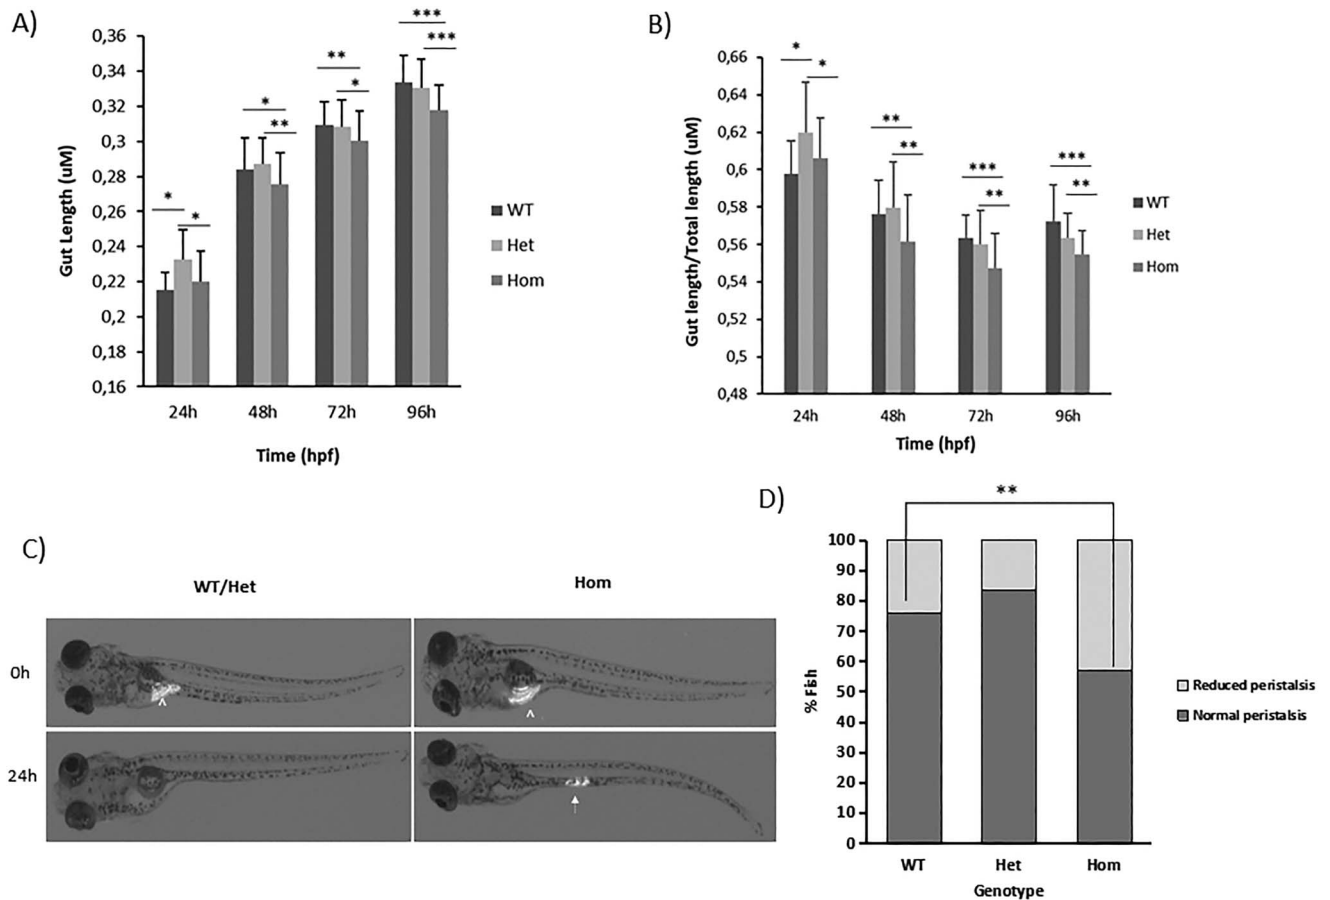 A)
*** 
***
**
*
*
**
*
*
0,36
0,34
0,32
0,3
0,28
0,26
0,24
0,22
0,2
0,18
0,16
Gut Length (uM)
24h 48h 72h 96h
Time (hpf)
WT
Het
Hom
B)
*
*
**
**
***
**
***
**
0,66
0,64
0,62
0,6
0,58
0,56
0,54
0,52
0,5
0,48
Gut length/Total length (uM)
24h 48h 72h 96h
Time (hpf)
WT
Het
Hom
C)
WT/Het Hom
0h
24h
D)
**
100
90
80
70
60
50
40
30
20
10
0
% Fish
WT Het Hom
Genotype
Reduced peristalsis
Normal peristalsis